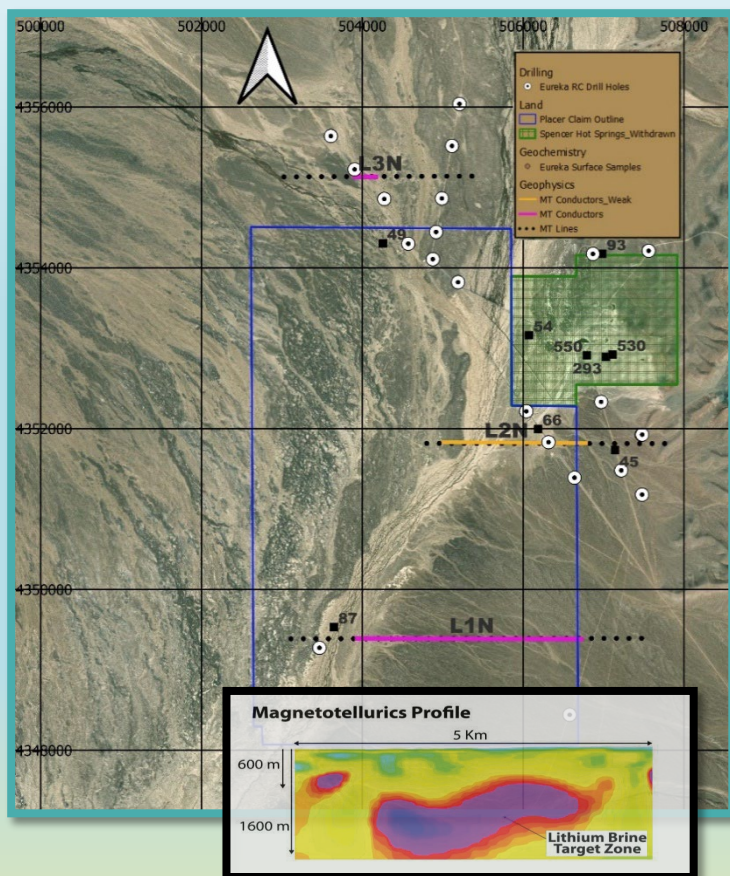 500000
502000
504000
506000
508000
4356000
4354000
4352000
4350000
4348000
Drilling
Eureka RC Drill Holes
Land
Placer Claim Outline
Spencer Hot Springs_Withdrawn
Geochemistry
Eureka Surface Samples
Geophysics
MT Conductors_Weak
MT Conductors
MT Lines
L3N
49
93
54
550
530
293
66
L2N
45
87
L1N
Magnetotellurics Profile
5 Km
600 m
1600 m
Lithium Brine
Target Zone